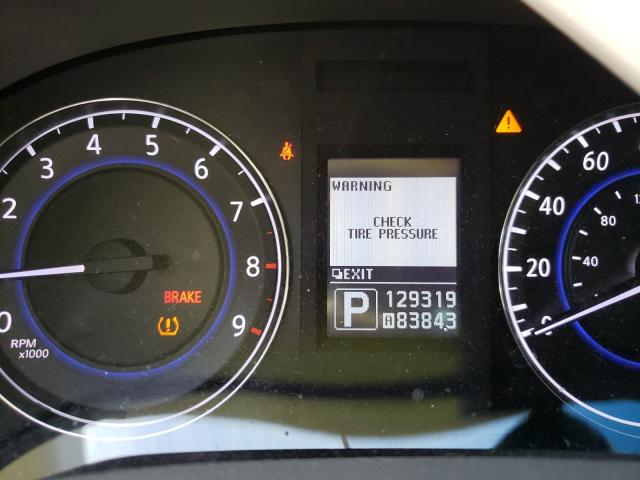 2 3 4 5 6 7 8 9 0
RPM
x1000
BRAKE
WARNING
CHECK
TIRE PRESSURE
EXIT
P
129319
A 83843
0 20 40 60
40 80